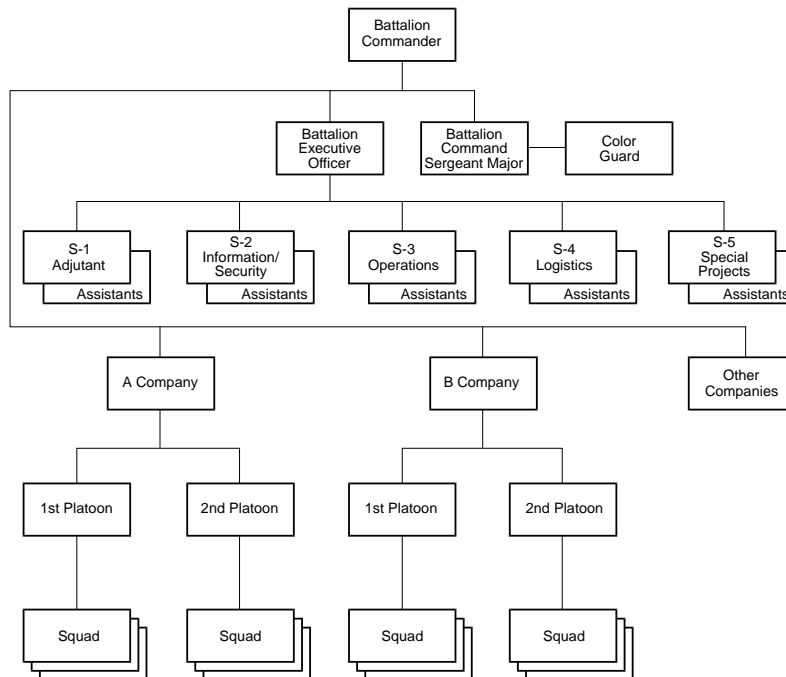 Battalion
Commander
Battalion
Executive
Officer
Battalion
Command
Sergeant Major
Color
Guard
S-1
Adjutant
Assistants
S-2
Information/
Security
Assistants
S-3
Operations
Assistants
S-4
Logistics
Assistants
S-5
Special
Projects
Assistants
A Company
B Company
Other
Companies
1st Platoon
2nd Platoon
1st Platoon
2nd Platoon
Squad
Squad
Squad
Squad